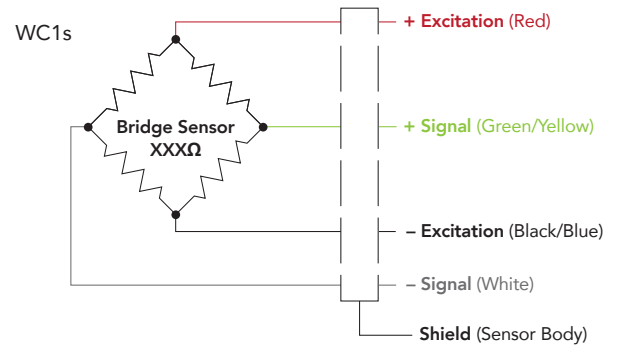 WC1s
+ Excitation (Red)
Bridge Sensor
XXXΩ
+ Signal (Green/Yellow)
– Excitation (Black/Blue)
– Signal (White)
Shield (Sensor Body)